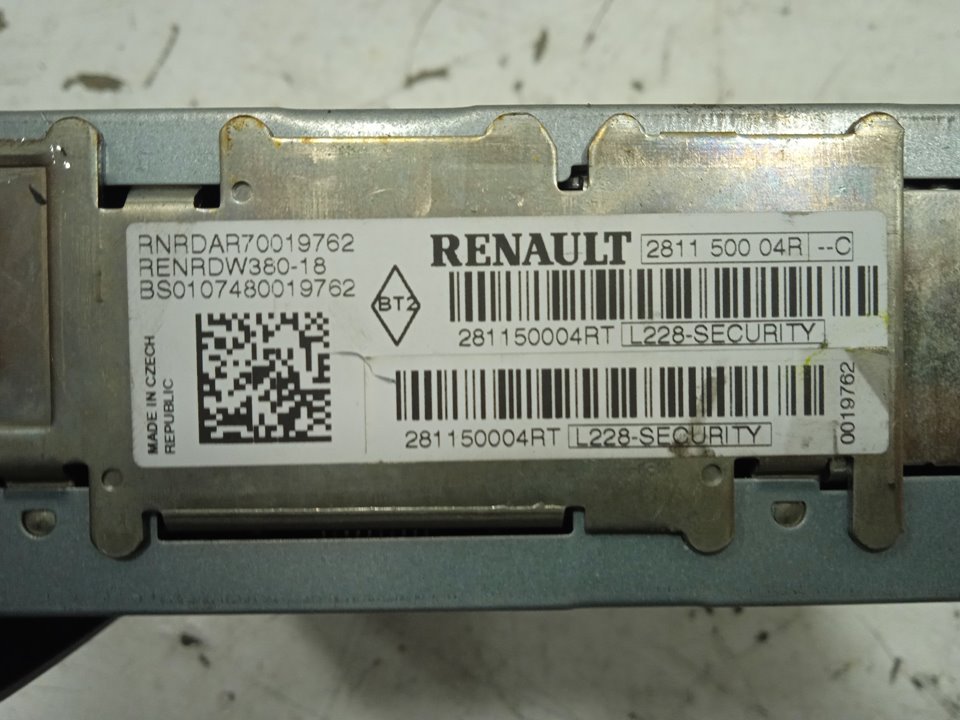 RNRDAR70019762
RENRDW380-18
BS0107480019762
MADE IN CZECH
REPUBLIC
BT2
RENAULT 2811 500 04R --C
281150004RT L228-SECURITY
281150004RT L228-SECURITY
0019762